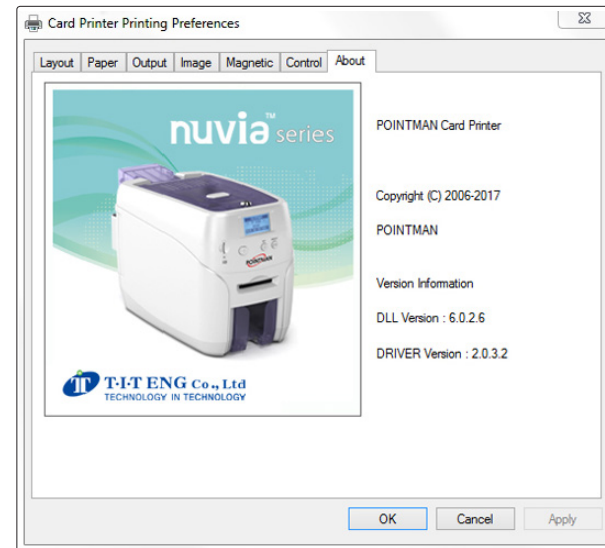 Card Printer Printing Preferences
Layout Paper Output Image Magnetic Control About
nuvia™ series
POINTMAN
T·I·T ENG Co., Ltd
TECHNOLOGY IN TECHNOLOGY
POINTMAN Card Printer
Copyright (C) 2006-2017
POINTMAN
Version Information
DLL Version : 6.0.2.6
DRIVER Version : 2.0.3.2
OK Cancel Apply